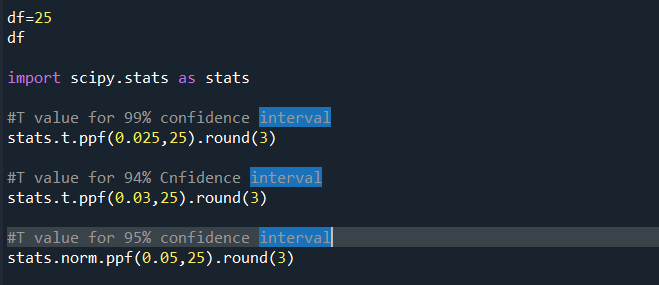 df=25
df
import scipy.stats as stats
#T value for 99% confidence interval
stats.t.ppf(0.025,25).round(3)
#T value for 94% Cnfidence interval
stats.t.ppf(0.03,25).round(3)
#T value for 95% confidence interval
stats.norm.ppf(0.05,25).round(3)